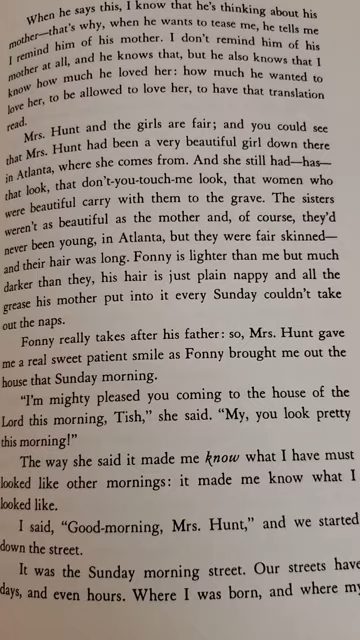 When he says this, I know that he's thinking about his
mother—that's why, when he wants to tease me, he tells me
I remind him of his mother. I don't remind him of his
mother at all, and he knows that, but he also knows that I
know how much he loved her: how much he wanted to
love her, to be allowed to love her, to have that translation
read.
Mrs. Hunt and the girls are fair; and you could see
that Mrs. Hunt had been a very beautiful girl down there
in Atlanta, where she comes from. And she still had—has—
that look, that don't-you-touch-me look, that women who
were beautiful carry with them to the grave. The sisters
weren't as beautiful as the mother and, of course, they'd
never been young, in Atlanta, but they were fair skinned—
and their hair was long. Fonny is lighter than me but much
darker than they, his hair is just plain nappy and all the
grease his mother put into it every Sunday couldn't take
out the naps.
Fonny really takes after his father: so, Mrs. Hunt gave
me a real sweet patient smile as Fonny brought me out the
house that Sunday morning.
"I'm mighty pleased you coming to the house of the
Lord this morning, Tish," she said. "My, you look pretty
this morning!"
The way she said it made me know what I have must
looked like other mornings: it made me know what I
looked like.
I said, "Good-morning, Mrs. Hunt," and we started
down the street.
It was the Sunday morning street. Our streets have
days, and even hours. Where I was born, and where my